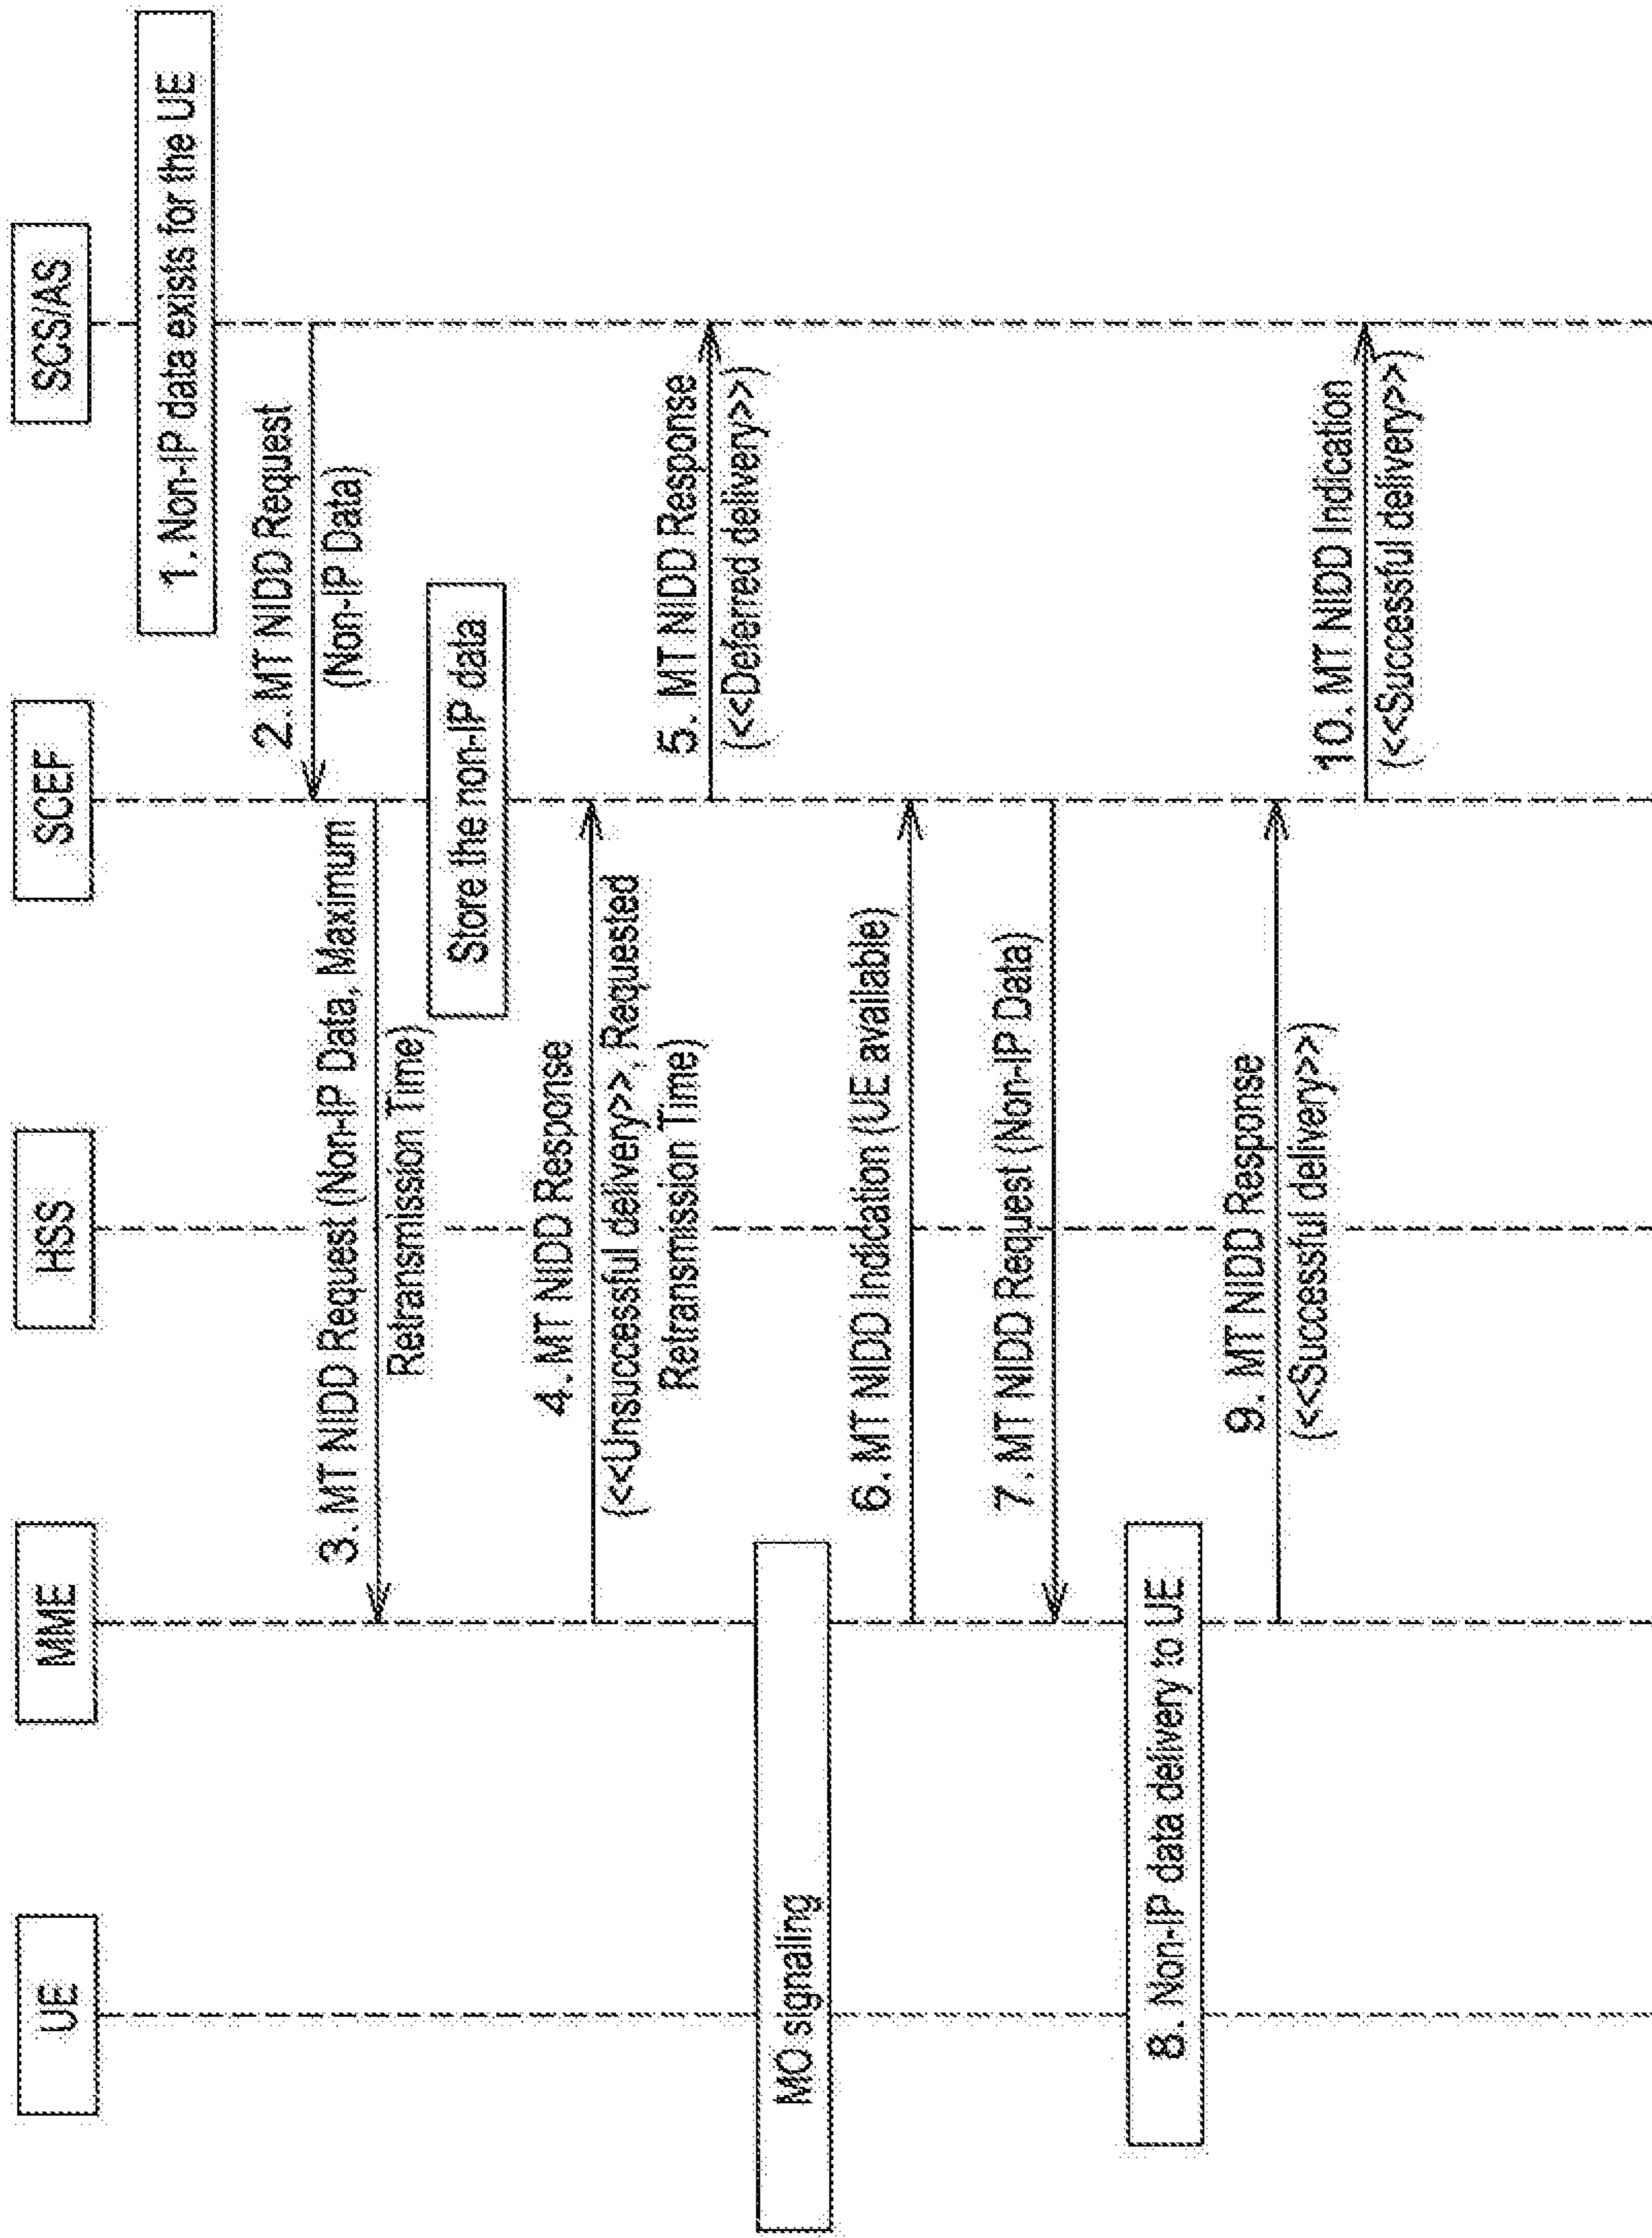 UE
MME
HSS
SCEF
SCS/AS
1. Non-IP data exists for the UE
2. MT NIDD Request
(Non-IP Data)
3. MT NIDD Request (Non-IP Data, Maximum
Retransmission Time)
Store the non-IP data
4. MT NIDD Response
(<<Unsuccessful delivery>>, Requested
Retransmission Time)
5. MT NIDD Response
(<<Deferred delivery>>)
MO signaling
6. MT NIDD Indication (UE available)
7. MT NIDD Request (Non-IP Data)
8. Non-IP data delivery to UE
9. MT NIDD Response
(<<Successful delivery>>)
10. MT NIDD Indication
(<<Successful delivery>>)